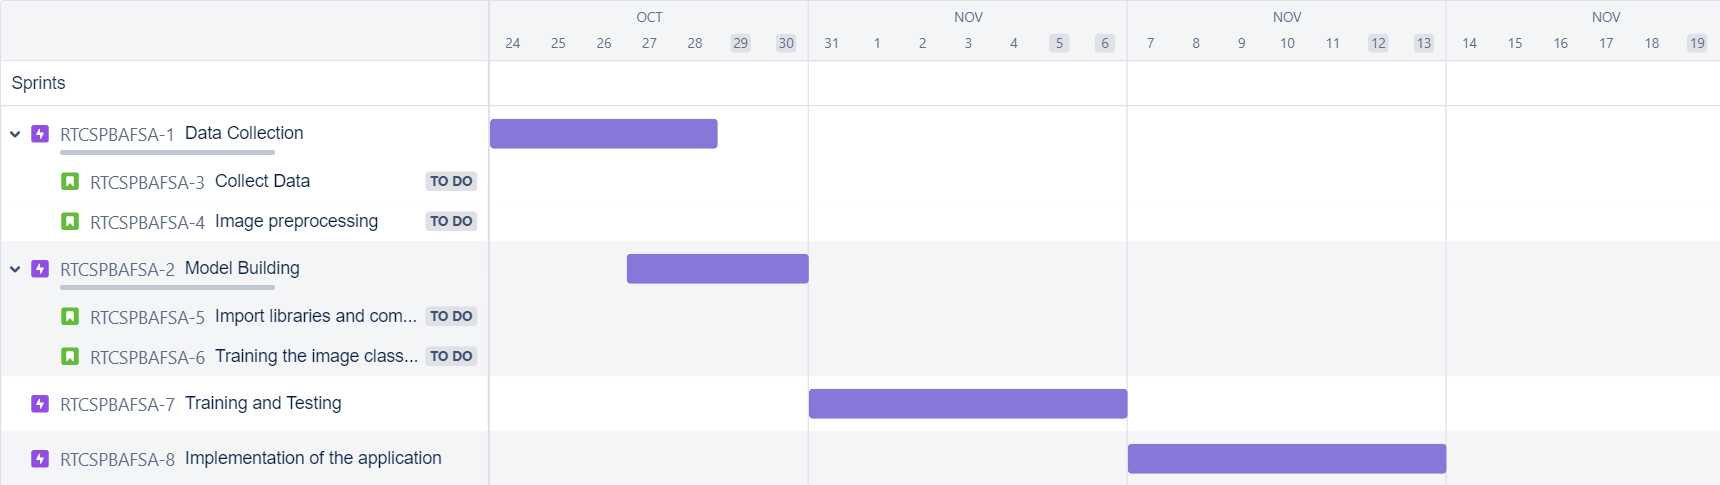 OCT NOV NOV NOV
24 25 26 27 28 29 30 31 1 2 3 4 5 6 7 8 9 10 11 12 13 14 15 16 17 18 19
Sprints
RTCSPBAFSA-1 Data Collection
RTCSPBAFSA-3 Collect Data TO DO
RTCSPBAFSA-4 Image preprocessing TO DO
RTCSPBAFSA-2 Model Building
RTCSPBAFSA-5 Import libraries and com... TO DO
RTCSPBAFSA-6 Training the image class... TO DO
RTCSPBAFSA-7 Training and Testing
RTCSPBAFSA-8 Implementation of the application